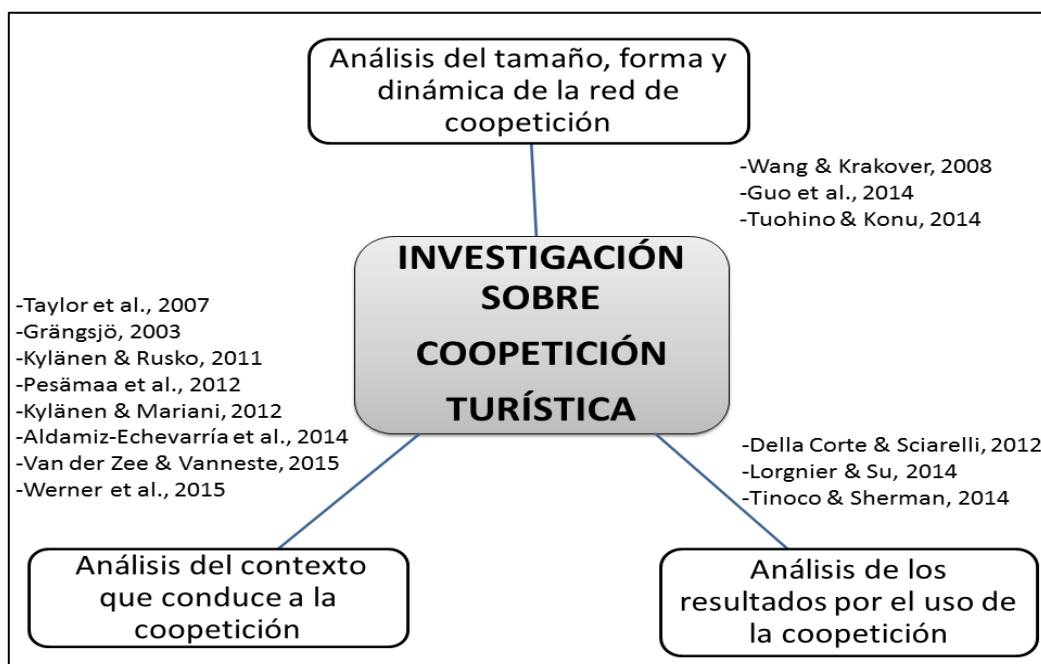 Análisis del tamaño, forma y
dinámica de la red de
coopetición
-Wang & Krakover, 2008
-Guo et al., 2014
-Tuohino & Konu, 2014
INVESTIGACIÓN
SOBRE
COOPETICIÓN
TURÍSTICA
-Taylor et al., 2007
-Grängsjö, 2003
-Kylänen & Rusko, 2011
-Pesämaa et al., 2012
-Kylänen & Mariani, 2012
-Aldamiz-Echevarría et al., 2014
-Van der Zee & Vanneste, 2015
-Werner et al., 2015
-Della Corte & Sciarelli, 2012
-Lorgnier & Su, 2014
-Tinoco & Sherman, 2014
Análisis del contexto
que conduce a la
coopetición
Análisis de los
resultados por el uso de
la coopetición